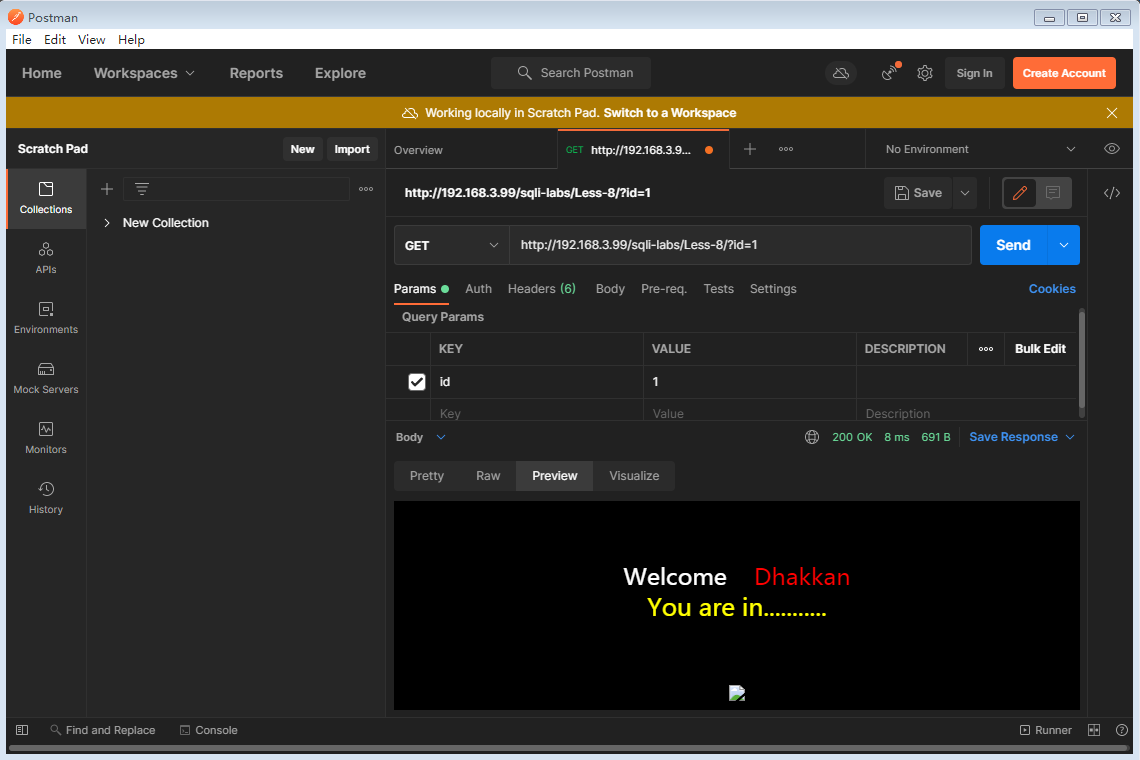 Postman
File Edit View Help
Home Workspaces Reports Explore Search Postman Sign In Create Account
Working locally in Scratch Pad. Switch to a Workspace
Scratch Pad New Import Overview GET http://192.168.3.9... No Environment
Collections
New Collection
http://192.168.3.99/sqli-labs/Less-8/?id=1 Save
APIs
GET http://192.168.3.99/sqli-labs/Less-8/?id=1 Send
Params Auth Headers (6) Body Pre-req. Tests Settings Cookies
Environments
Query Params
KEY VALUE DESCRIPTION Bulk Edit
id 1
Mock Servers
Key Value Description
Monitors
Body 200 OK 8 ms 691 B Save Response
Pretty Raw Preview Visualize
History
Welcome Dhakkan
You are in...........
Find and Replace Console Runner